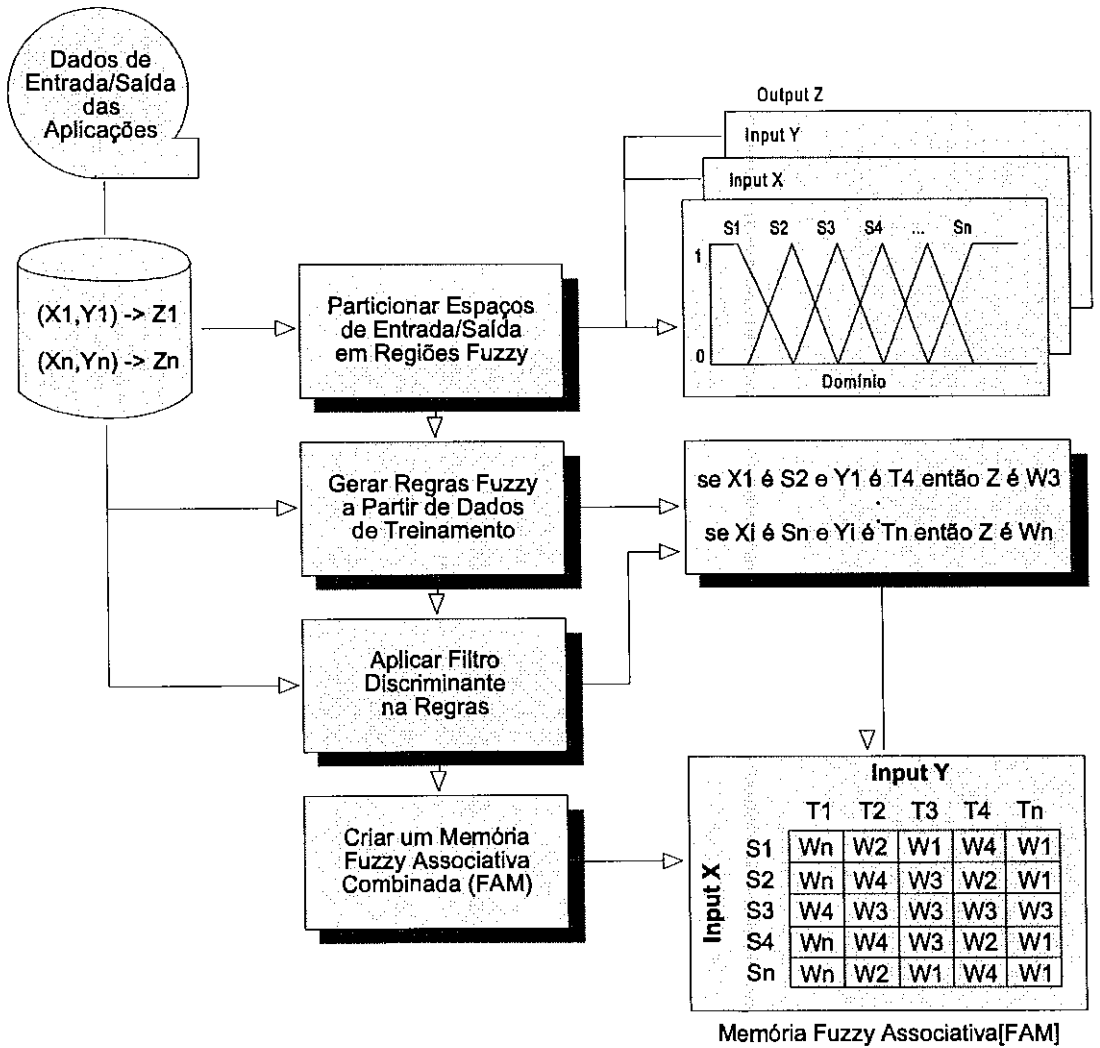 Dados de
Entrada/Saída
das
Aplicações
Output Z
Input Y
Input X
S1 S2 S3 S4 ... Sn
1
0
Domínio
(X1,Y1) -> Z1
(Xn,Yn) -> Zn
Particionar Espaços
de Entrada/Saída
em Regiões Fuzzy
Gerar Regras Fuzzy
a Partir de Dados
de Treinamento
se X1 é S2 e Y1 é T4 então Z é W3
se Xi é Sn e Yi é Tn então Z é Wn
Aplicar Filtro
Discriminante
na Regras
Criar um Memória
Fuzzy Associativa
Combinada (FAM)
Input Y
T1 T2 T3 T4 Tn
Input X
S1 Wn W2 W1 W4 W1
S2 Wn W4 W3 W2 W1
S3 W4 W3 W3 W3 W3
S4 Wn W4 W3 W2 W1
Sn Wn W2 W1 W4 W1
Memória Fuzzy Associativa[FAM]